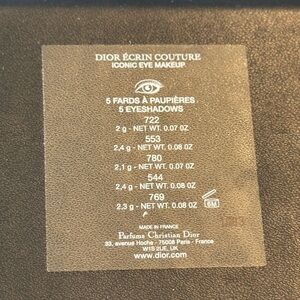 DIOR ÉCRIN COUTURE
ICONIC EYE MAKEUP
5 FARDS À PAUPIÈRES
5 EYESHADOWS
722
2 g - NET WT. 0.07 OZ
553
2,4 g - NET WT. 0.08 OZ
780
2,1 g - NET WT. 0.07 OZ
544
2,4 g - NET WT. 0.08 OZ
769
2,3 g - NET WT. 0.08 OZ
6M
MADE IN FRANCE
Parfums Christian Dior
33, avenue Hoche - 75008 Paris - France
W1S 2UE, UK
www.dior.com